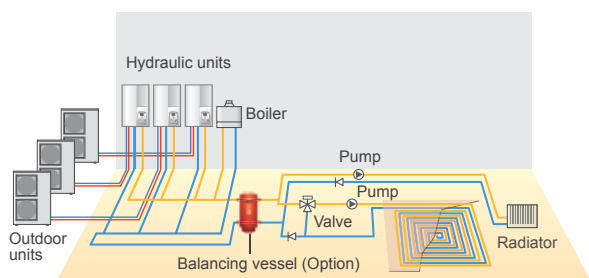 Hydraulic units
Boiler
Pump
Pump
Valve
Radiator
Outdoor
units
Balancing vessel (Option)